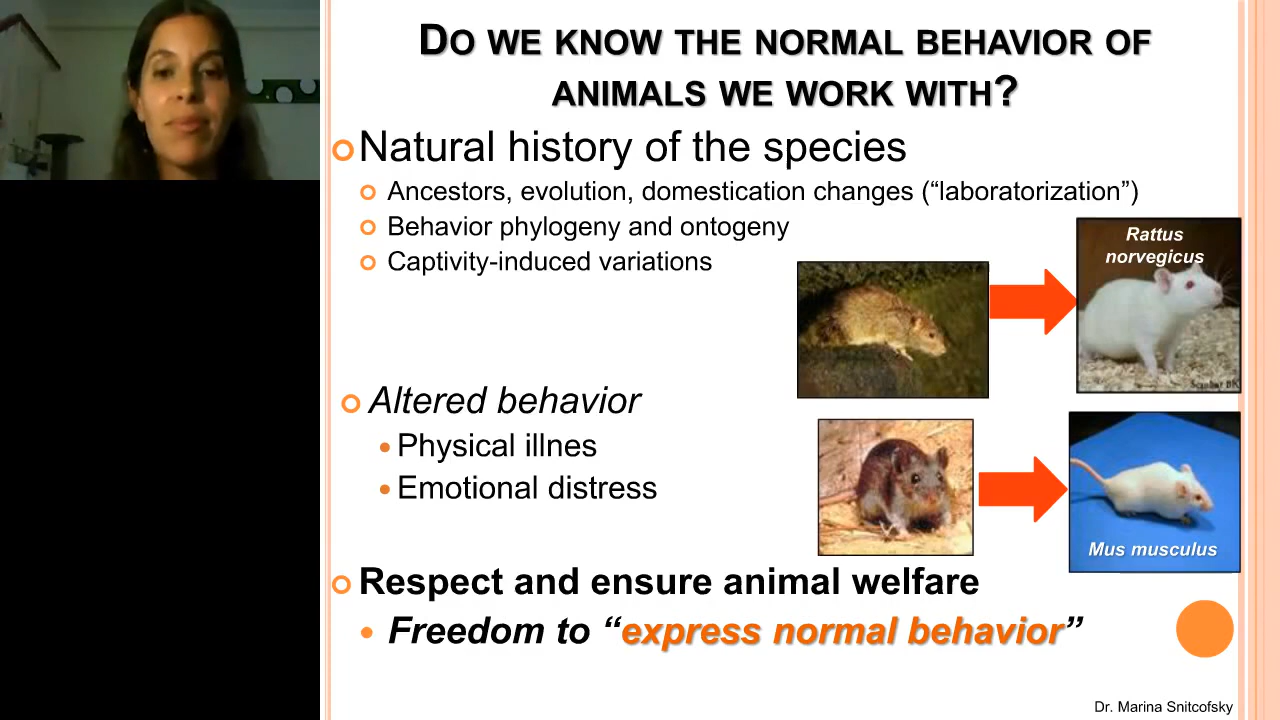 DO WE KNOW THE NORMAL BEHAVIOR OF
ANIMALS WE WORK WITH?
Natural history of the species
Ancestors, evolution, domestication changes (“laboratorization”)
Behavior phylogeny and ontogeny
Captivity-induced variations
Rattus
norvegicus
Altered behavior
Physical illnes
Emotional distress
Mus musculus
Respect and ensure animal welfare
Freedom to “express normal behavior”
Dr. Marina Snitcofsky